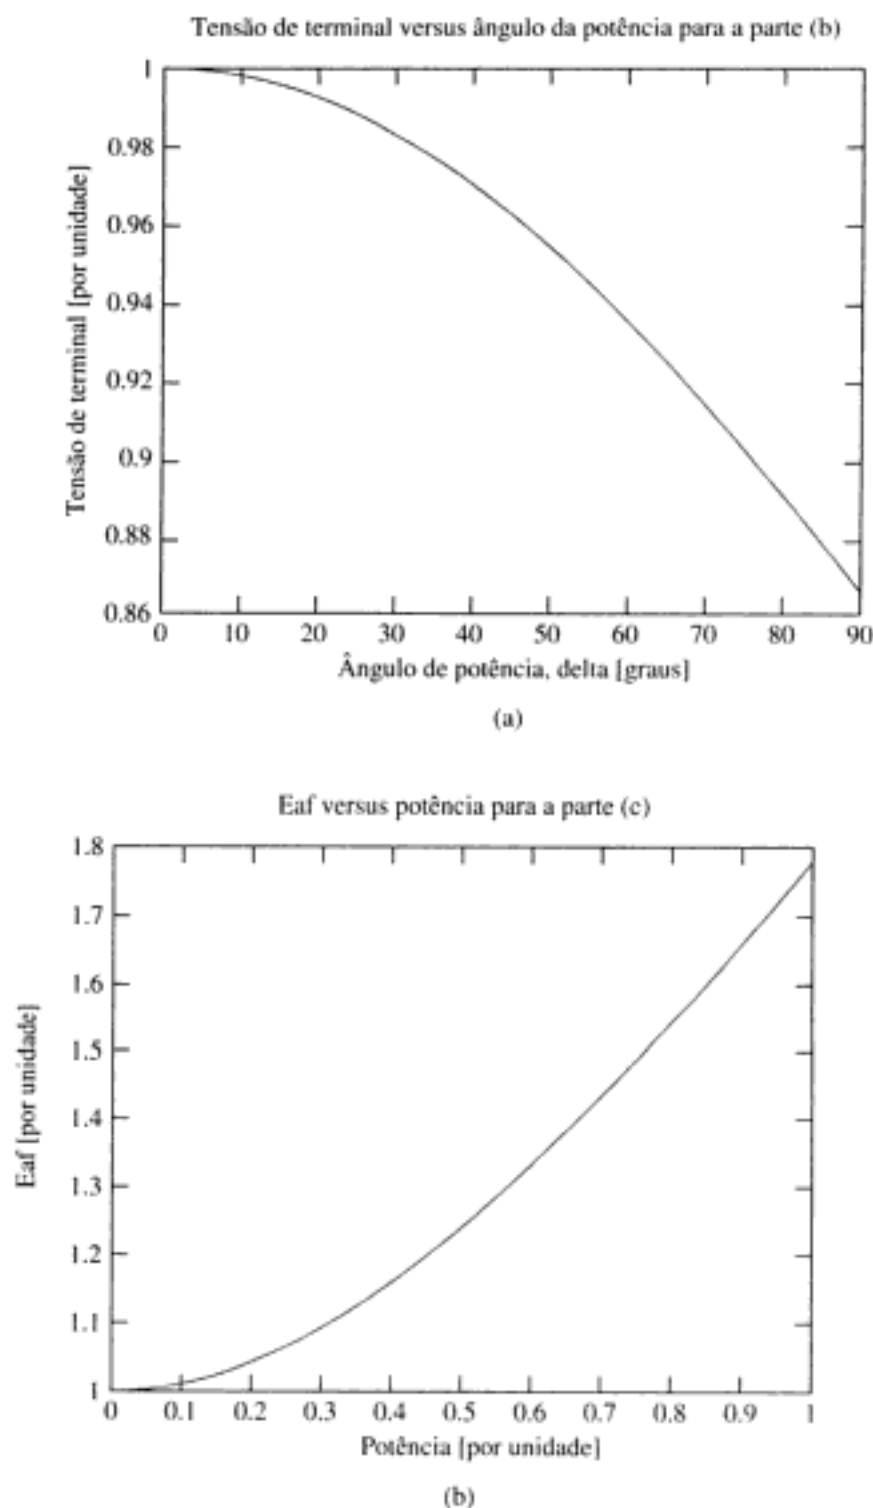 Tensão de terminal versus ângulo da potência para a parte (b)
1
0.98
0.96
0.94
0.92
0.9
0.88
0.86
Tensão de terminal [por unidade]
0 10 20 30 40 50 60 70 80 90
Ângulo de potência, delta [graus]
(a)
Eaf versus potência para a parte (c)
1.8
1.7
1.6
1.5
1.4
1.3
1.2
1.1
1
Eaf [por unidade]
0 0.1 0.2 0.3 0.4 0.5 0.6 0.7 0.8 0.9 1
Potência [por unidade]
(b)